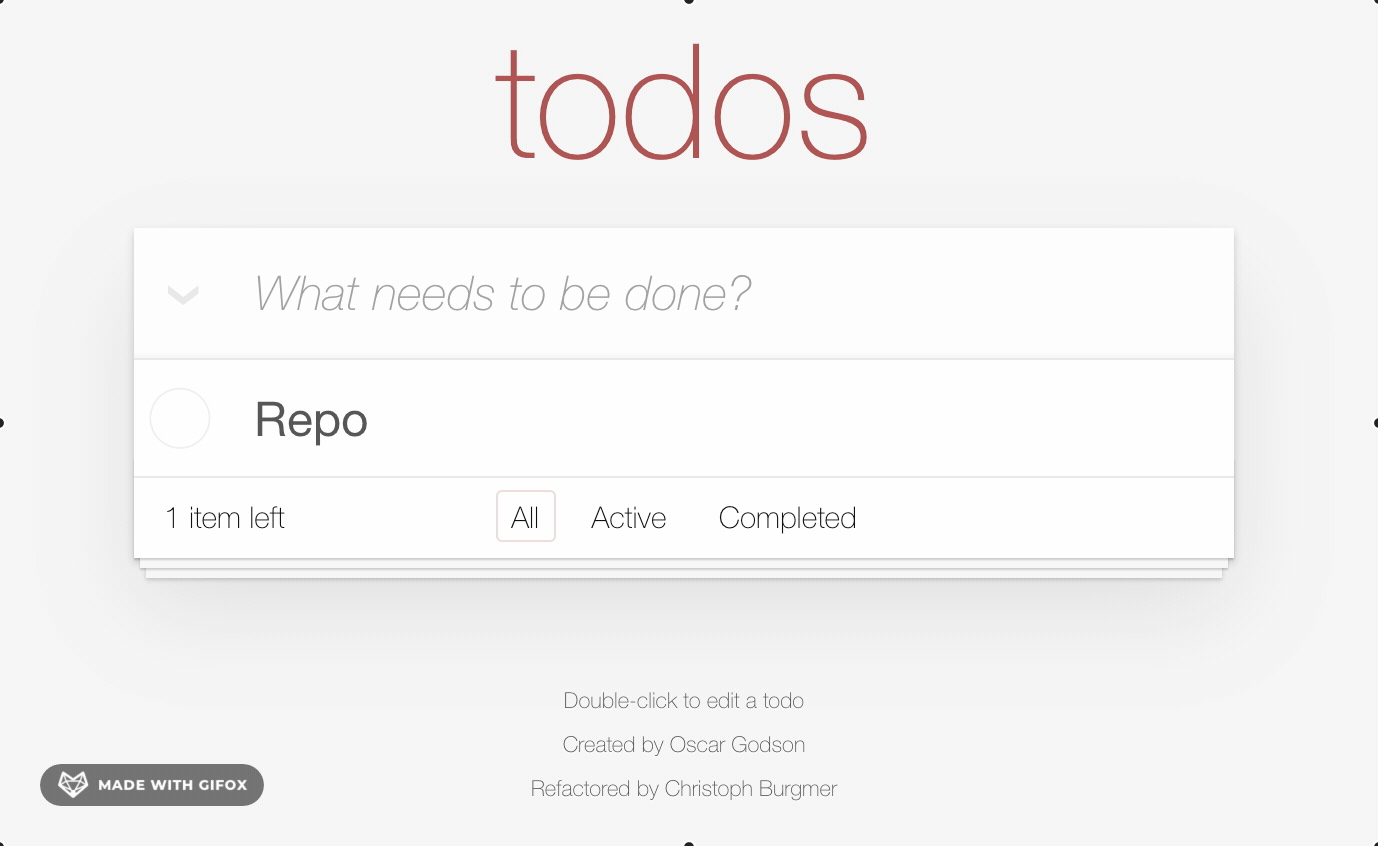 todos
What needs to be done?
Repo
1 item left All Active Completed
Double-click to edit a todo
Created by Oscar Godson
Refactored by Christoph Burgmer
MADE WITH GIFOX